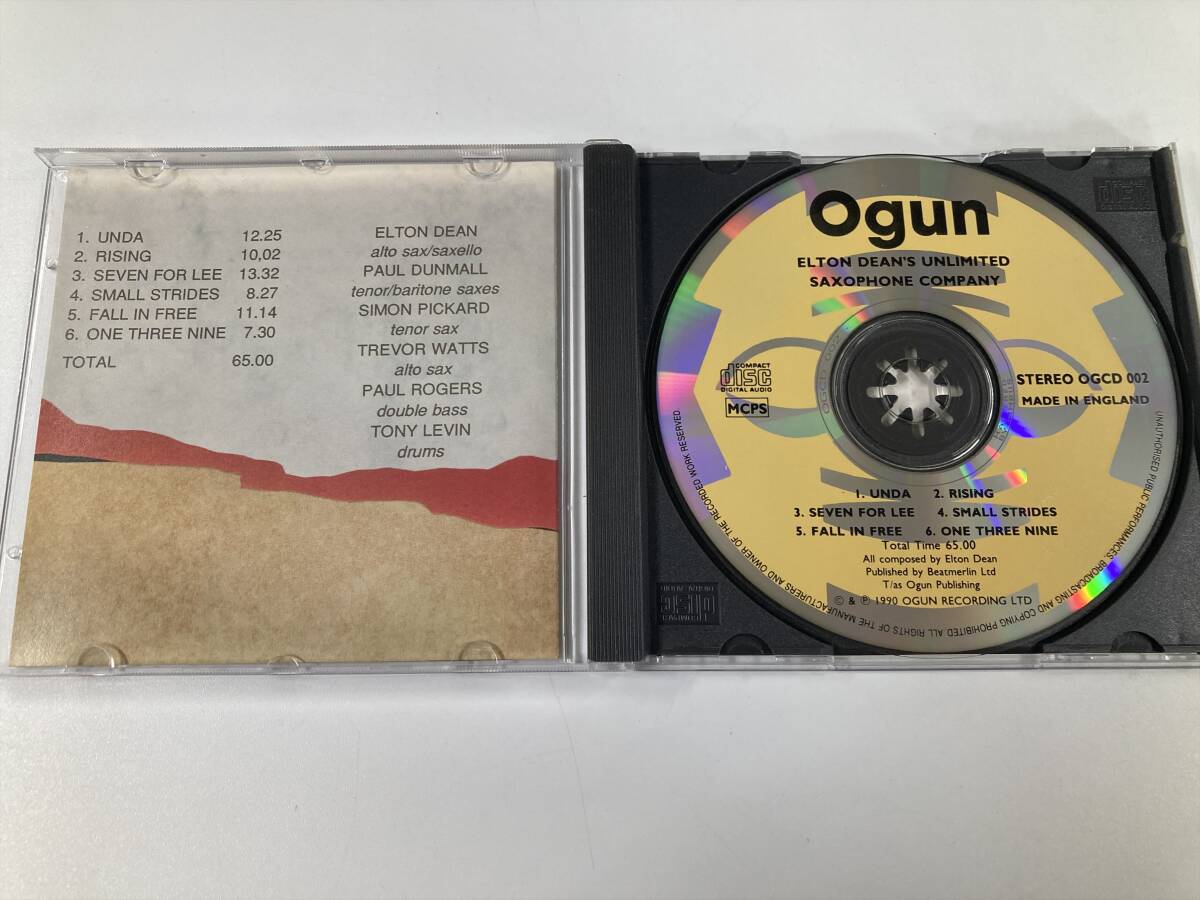 1. UNDA 12.25
2. RISING 10,02
3. SEVEN FOR LEE 13.32
4. SMALL STRIDES 8.27
5. FALL IN FREE 11.14
6. ONE THREE NINE 7.30
TOTAL 65.00
ELTON DEAN
alto sax/saxello
PAUL DUNMALL
tenor/baritone saxes
SIMON PICKARD
tenor sax
TREVOR WATTS
alto sax
PAUL ROGERS
double bass
TONY LEVIN
drums
Ogun
ELTON DEAN'S UNLIMITED
SAXOPHONE COMPANY
COMPACT
disc
DIGITAL AUDIO
MCPS
STEREO OGCD 002
MADE IN ENGLAND
1. UNDA 2. RISING
3. SEVEN FOR LEE 4. SMALL STRIDES
5. FALL IN FREE 6. ONE THREE NINE
Total Time 65.00
All composed by Elton Dean
Published by Beatmerlin Ltd
T/as Ogun Publishing
© & ℗ 1990 OGUN RECORDING LTD
UNAUTHORISED PUBLIC PERFORMANCES, BROADCASTING AND COPYING PROHIBITED ALL RIGHTS OF THE MANUFACTURERS AND OWNER OF THE RECORDED WORK RESERVED
OGCD 002
disc
disc